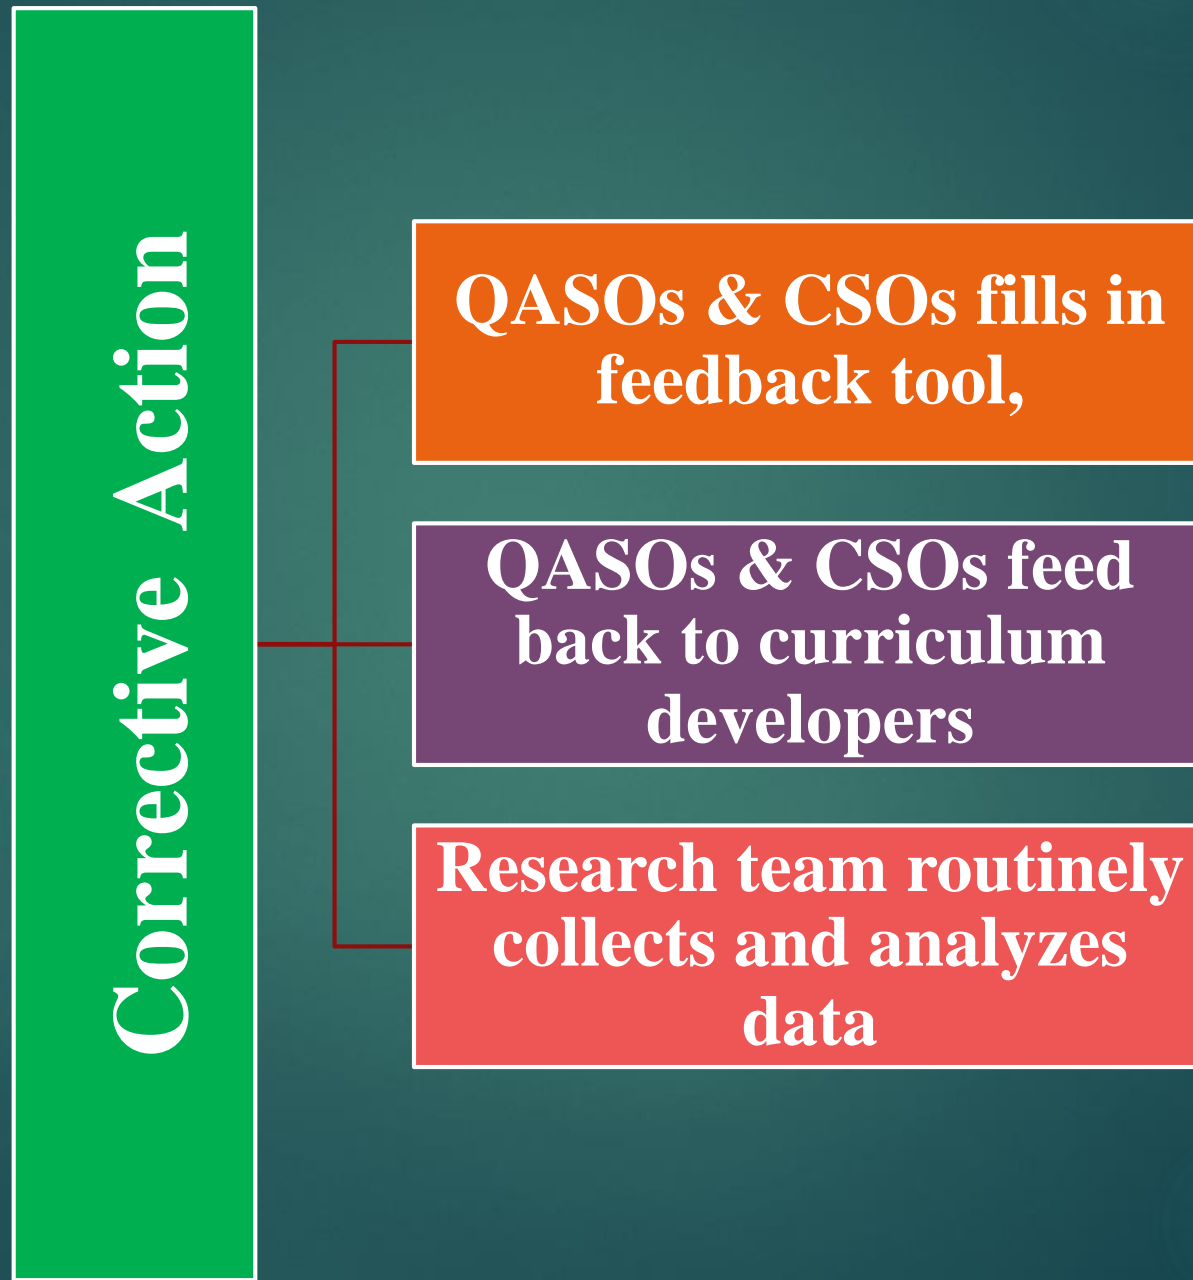 Corrective Action
QASOs & CSOs fills in
feedback tool,
QASOs & CSOs feed
back to curriculum
developers
Research team routinely
collects and analyzes
data